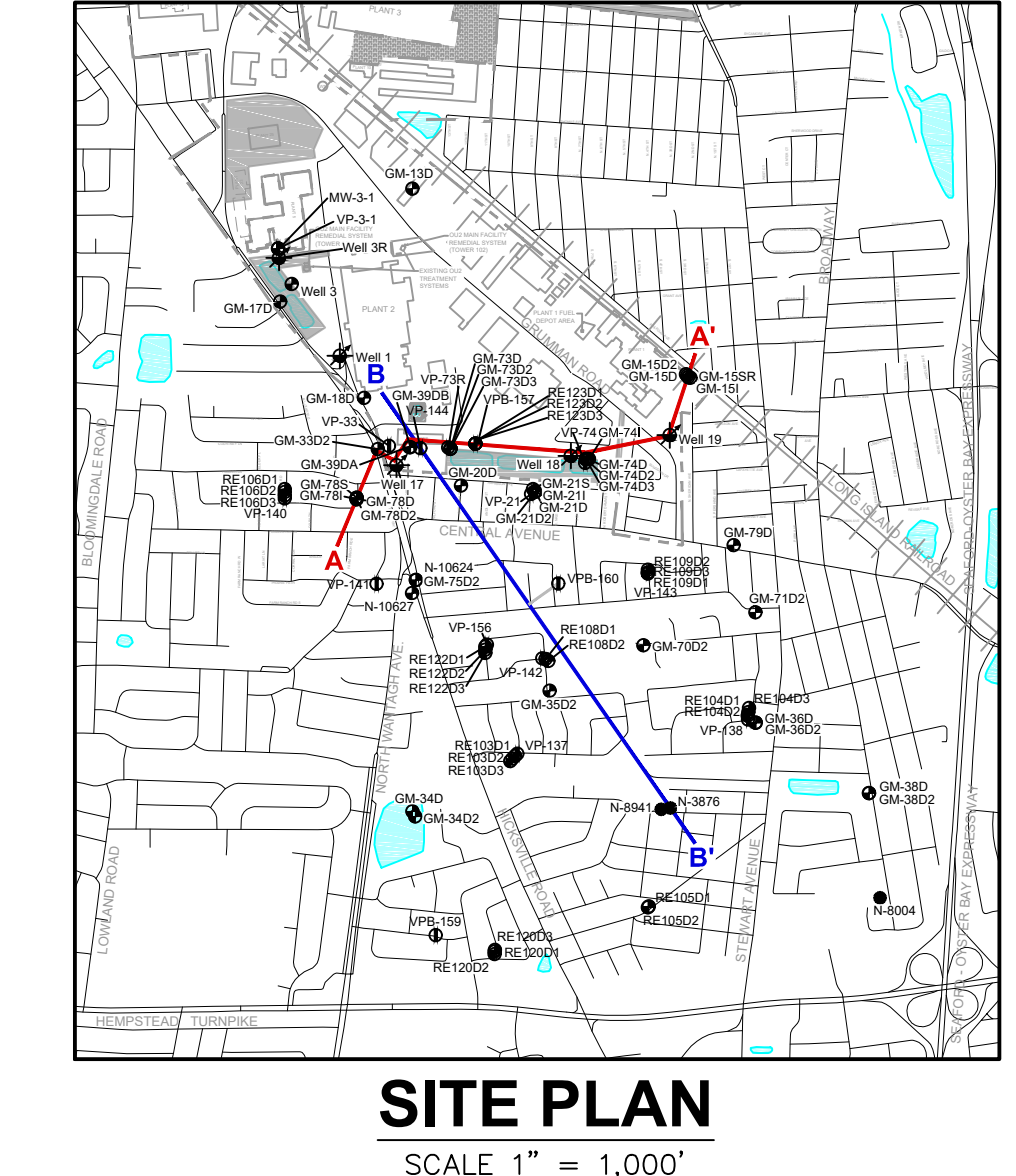 PLANT 3
GM-13D
MW-3-1
VP-3-1
OU2 MAIN FACILITY
REMEDIAL SYSTEM
(TOWER
Well 3R
OU2 MAIN FACILITY
REMEDIAL SYSTEM
(TOWER 102)
EXISTING OU2
TREATMENT
SYSTEMS
Well 3
GM-17D
PLANT 2
PLANT 1 FUEL
DEPOT AREA
GRUMMAN ROAD
BROADWAY
A'
Well 1
B
GM-18D
GM-73D
GM-73D2
GM-73D3
VP-73R
VPB-157
GM-39DB
VP-144
RE123D1
RE123D2
RE123D3
GM-15D2
GM-15D
GM-15SR
GM-15I
VP-33
GM-33D2
GM-39DA
VP-74
GM-74I
Well 19
Well 18
GM-74D
GM-74D2
GM-74D3
Well 17
GM-20D
RE106D1
RE106D2
RE106D3
VP-140
GM-78S
GM-78I
GM-78D
GM-78D2
GM-21S
GM-21I
GM-21D
VP-21
GM-21D2
CENTRAL AVENUE
BLOOMINGDALE ROAD
LONG ISLAND RAILROAD
SEAFORD-OYSTER BAY EXPRESSWAY
A
GM-79D
N-10624
GM-75D2
VP-141
N-10627
VPB-160
RE109D2
RE109D3
RE109D1
VP-143
GM-71D2
VP-156
RE108D1
RE108D2
GM-70D2
RE122D1
RE122D2
RE122D3
VP-142
GM-35D2
NORTH WANTAGH AVE.
RE104D1
RE104D2
RE104D3
VP-138
GM-36D
GM-36D2
RE103D1
RE103D2
RE103D3
VP-137
GM-34D
GM-34D2
N-8941
N-3876
GM-38D
GM-38D2
B'
HICKSVILLE ROAD
LOWLAND ROAD
STEWART AVENUE
SEAFORD - OYSTER BAY EXPRESSWAY
RE105D1
RE105D2
N-8004
VPB-159
RE120D3
RE120D1
RE120D2
HEMPSTEAD TURNPIKE
SITE PLAN
SCALE 1" = 1,000'